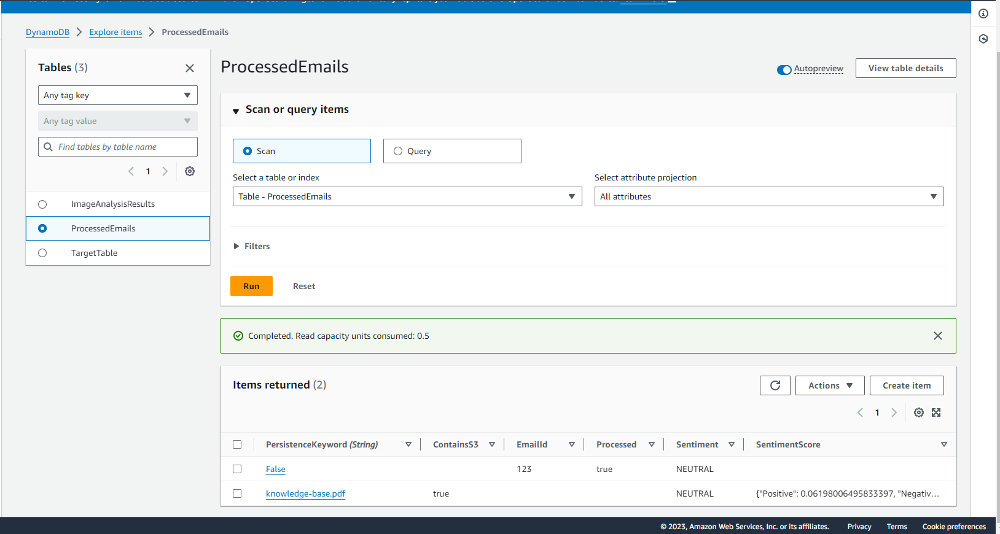 DynamoDB
Explore items
ProcessedEmails
Tables (3)
Any tag key
Any tag value
Find tables by table name
1
ImageAnalysisResults
ProcessedEmails
TargetTable
ProcessedEmails
Autopreview
View table details
Scan or query items
Scan
Query
Select a table or index
Select attribute projection
Table - ProcessedEmails
All attributes
Filters
Run
Reset
Completed. Read capacity units consumed: 0.5
Items returned (2)
Actions
Create item
1
PersistenceKeyword (String) ContainsS3 EmailId Processed Sentiment SentimentScore
False 123 true NEUTRAL
knowledge-base.pdf true NEUTRAL {"Positive": 0.06198006495833397, "Negativ...
© 2023, Amazon Web Services, Inc. or its affiliates. Privacy Terms Cookie preferences